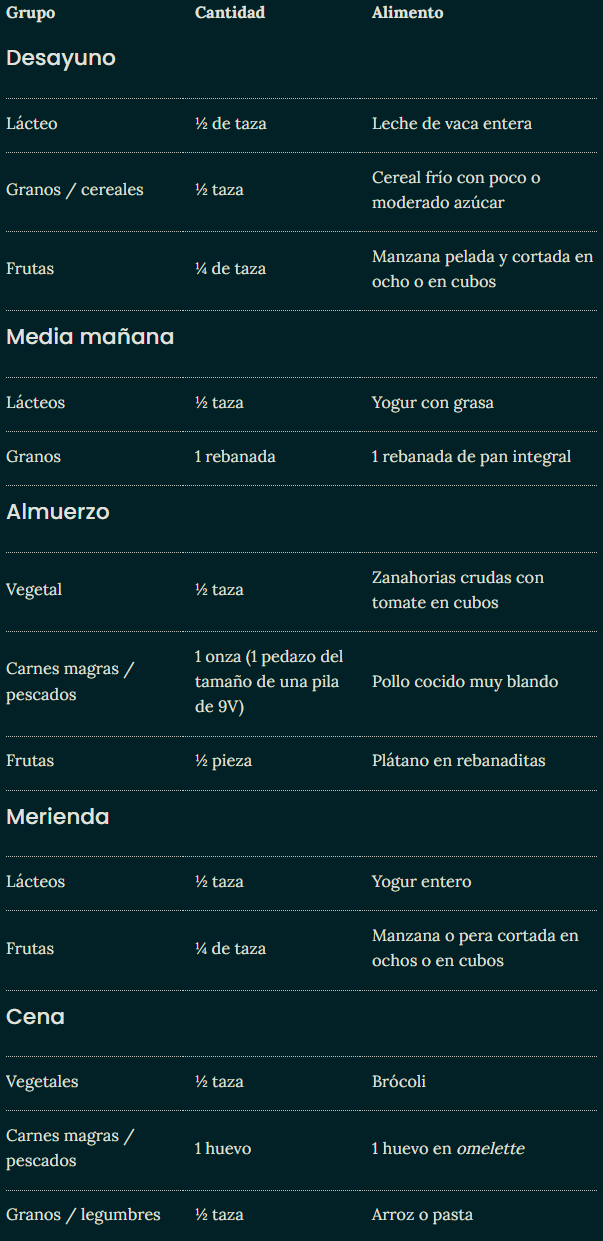 Grupo Cantidad Alimento
Desayuno
Lácteo ½ de taza Leche de vaca entera
Granos / cereales ½ taza Cereal frío con poco o
moderado azúcar
Frutas ¼ de taza Manzana pelada y cortada en
ocho o en cubos
Media mañana
Lácteos ½ taza Yogur con grasa
Granos 1 rebanada 1 rebanada de pan integral
Almuerzo
Vegetal ½ taza Zanahorias crudas con
tomate en cubos
Carnes magras /
pescados
1 onza (1 pedazo del
tamaño de una pila
de 9V)
Pollo cocido muy blando
Frutas ½ pieza Plátano en rebanaditas
Merienda
Lácteos ½ taza Yogur entero
Frutas ¼ de taza Manzana o pera cortada en
ochos o en cubos
Cena
Vegetales ½ taza Brócoli
Carnes magras /
pescados
1 huevo 1 huevo en omelette
Granos / legumbres ½ taza Arroz o pasta